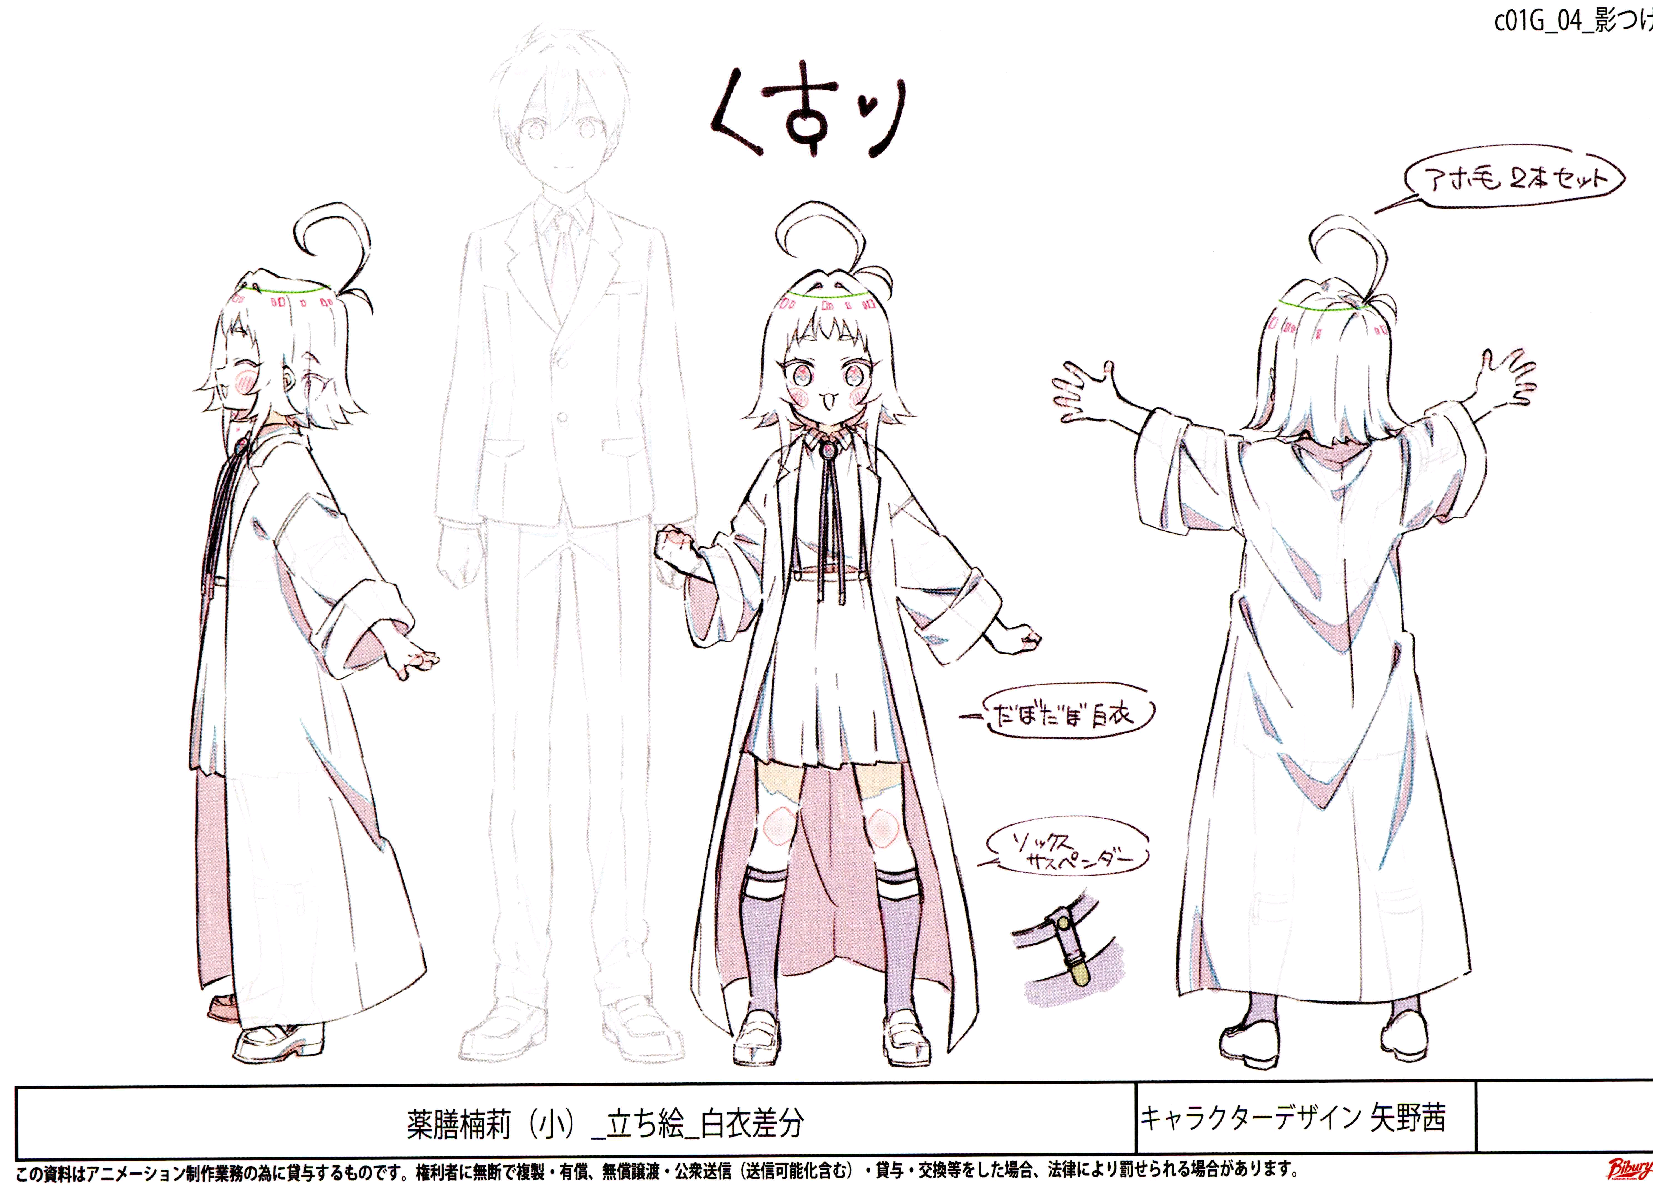 c01G_04_影つけ
くすり
アホ毛2本セット
だぼだぼ白衣
ソックス
サスペンダー
薬膳楠莉（小）_立ち絵_白衣差分
キャラクターデザイン 矢野茜
この資料はアニメーション制作業務の為に貸与するものです。権利者に無断で複製・有償、無償譲渡・公衆送信（送信可能化含む）・貸与・交換等をした場合、法律により罰せられる場合があります。
Bibury